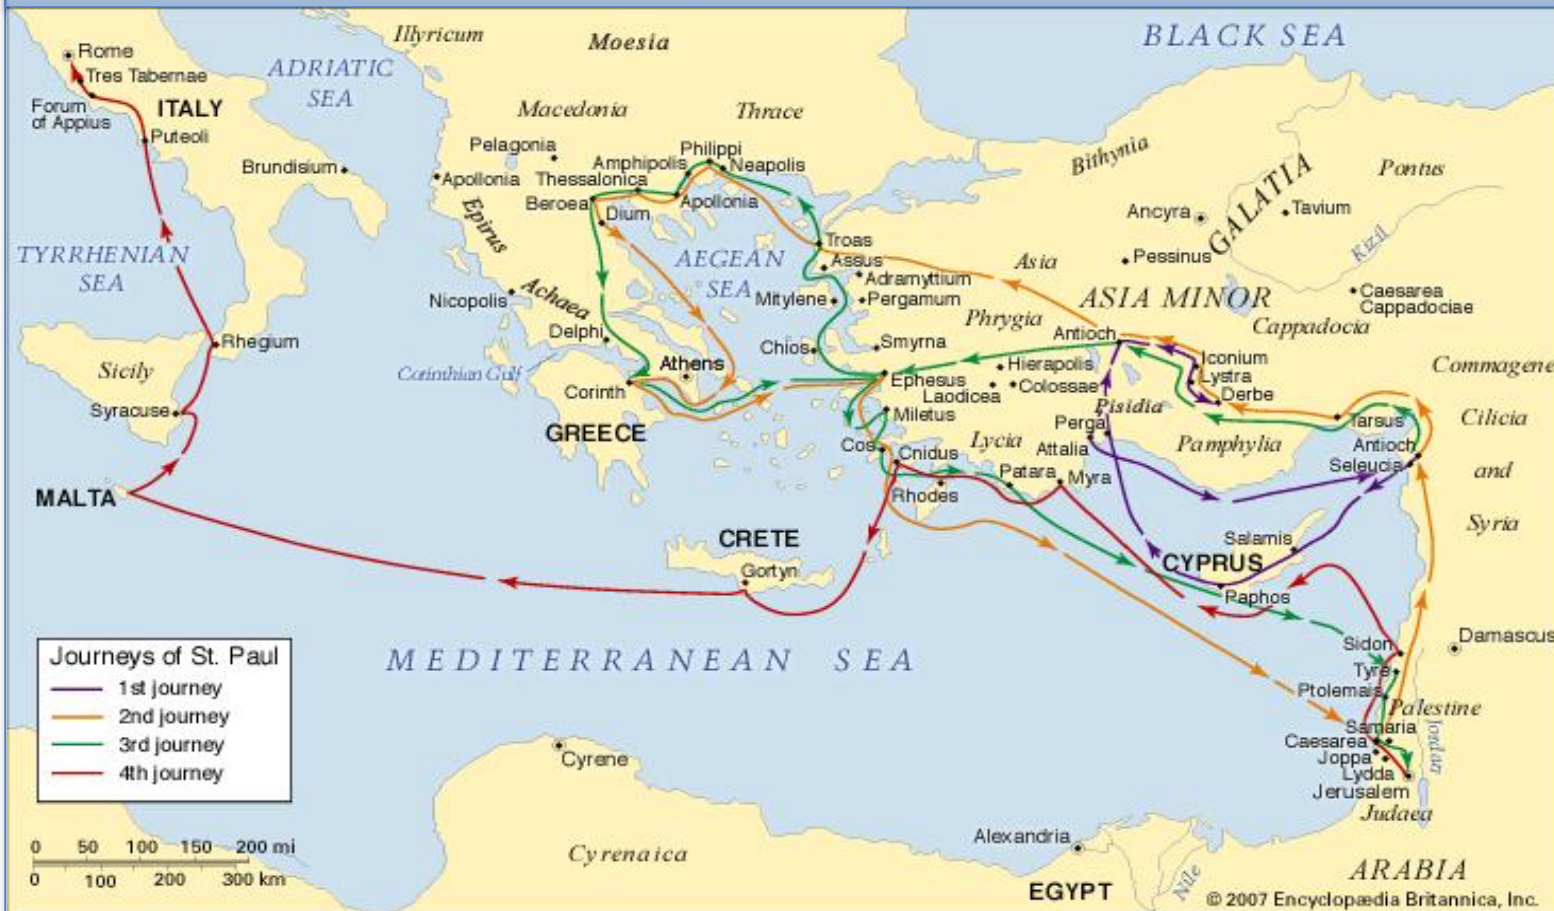 BLACK SEA
Illyricum
Moesia
Rome
Tres Tabernae
ADRIATIC
SEA
Forum
of Appius
ITALY
Puteoli
Brundisium
Macedonia
Thrace
Pelagonia
Philippi
Amphipolis
Neapolis
Apollonia
Thessalonica
Beroea
Apollonia
Dium
Epirus
Bithynia
Pontus
GALATIA
Ancyra
Tavium
Kizil
Pessinus
TYRRHENIAN
SEA
AEGEAN
SEA
Troas
Assus
Adramyttium
Asia
Mitylene
Pergamum
ASIA MINOR
Caesarea
Cappadociae
Cappadocia
Nicopolis
Achaea
Delphi
Phrygia
Antioch
Rhegium
Sicily
Syracuse
Corinthian Gulf
Athens
Corinth
GREECE
Chios
Smyrna
Hierapolis
Iconium
Lystra
Commagene
Ephesus
Laodicea
Colossae
Derbe
Miletus
Pisidia
Perga
Tarsus
Cilicia
and
Syria
Cos
Cnidus
Lycia
Attalia
Pamphylia
Antioch
Seleucia
Patara
Myra
Rhodes
MALTA
CRETE
Gortyn
Salamis
CYPRUS
Paphos
MEDITERRANEAN SEA
Sidon
Damascus
Tyre
Ptolemais
Palestine
Samaria
Caesarea
Joppa
Lydda
Jerusalem
Jordan
Judaea
Journeys of St. Paul
1st journey
2nd journey
3rd journey
4th journey
Cyrene
Cyrenaica
Alexandria
EGYPT
Nile
ARABIA
0 50 100 150 200 mi
0 100 200 300 km
© 2007 Encyclopædia Britannica, Inc.